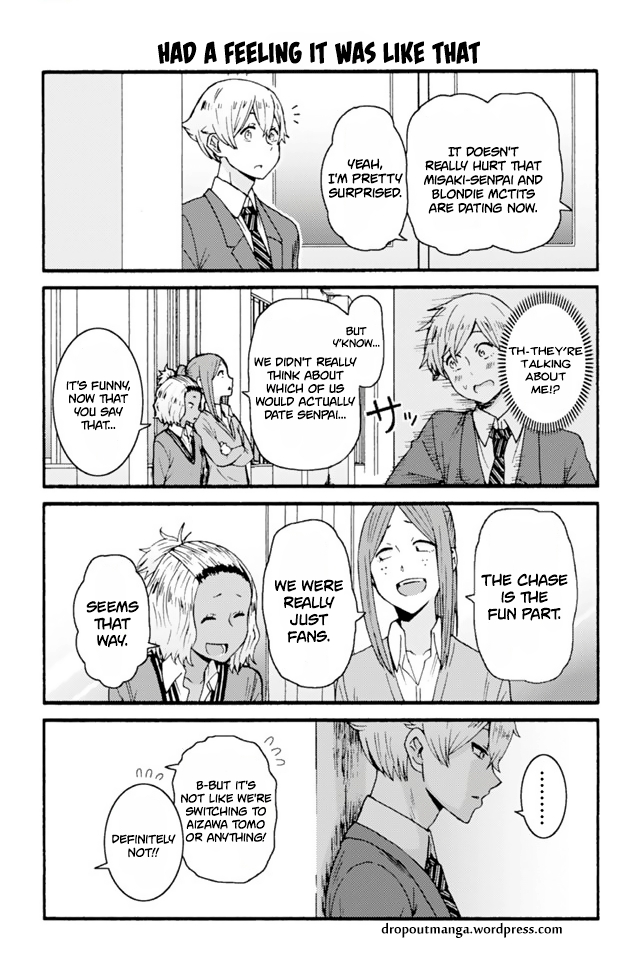 HAD A FEELING IT WAS LIKE THAT
IT DOESN'T
REALLY HURT THAT
MISAKI-SENPAI AND
BLONDIE MCTITS
ARE DATING NOW.
YEAH,
I'M PRETTY
SURPRISED.
TH-THEY'RE
TALKING
ABOUT
ME!?
サッ
BUT
Y'KNOW...
WE DIDN'T REALLY
THINK ABOUT
WHICH OF US
WOULD ACTUALLY
DATE SENPAI...
IT'S FUNNY,
NOW THAT
YOU SAY
THAT...
THE CHASE
IS THE
FUN PART.
WE WERE
REALLY
JUST
FANS.
SEEMS
THAT
WAY.
........
B-BUT IT'S
NOT LIKE WE'RE
SWITCHING TO
AIZAWA TOMO
OR ANYTHING!
DEFINITELY
NOT!!
dropoutmanga.wordpress.com